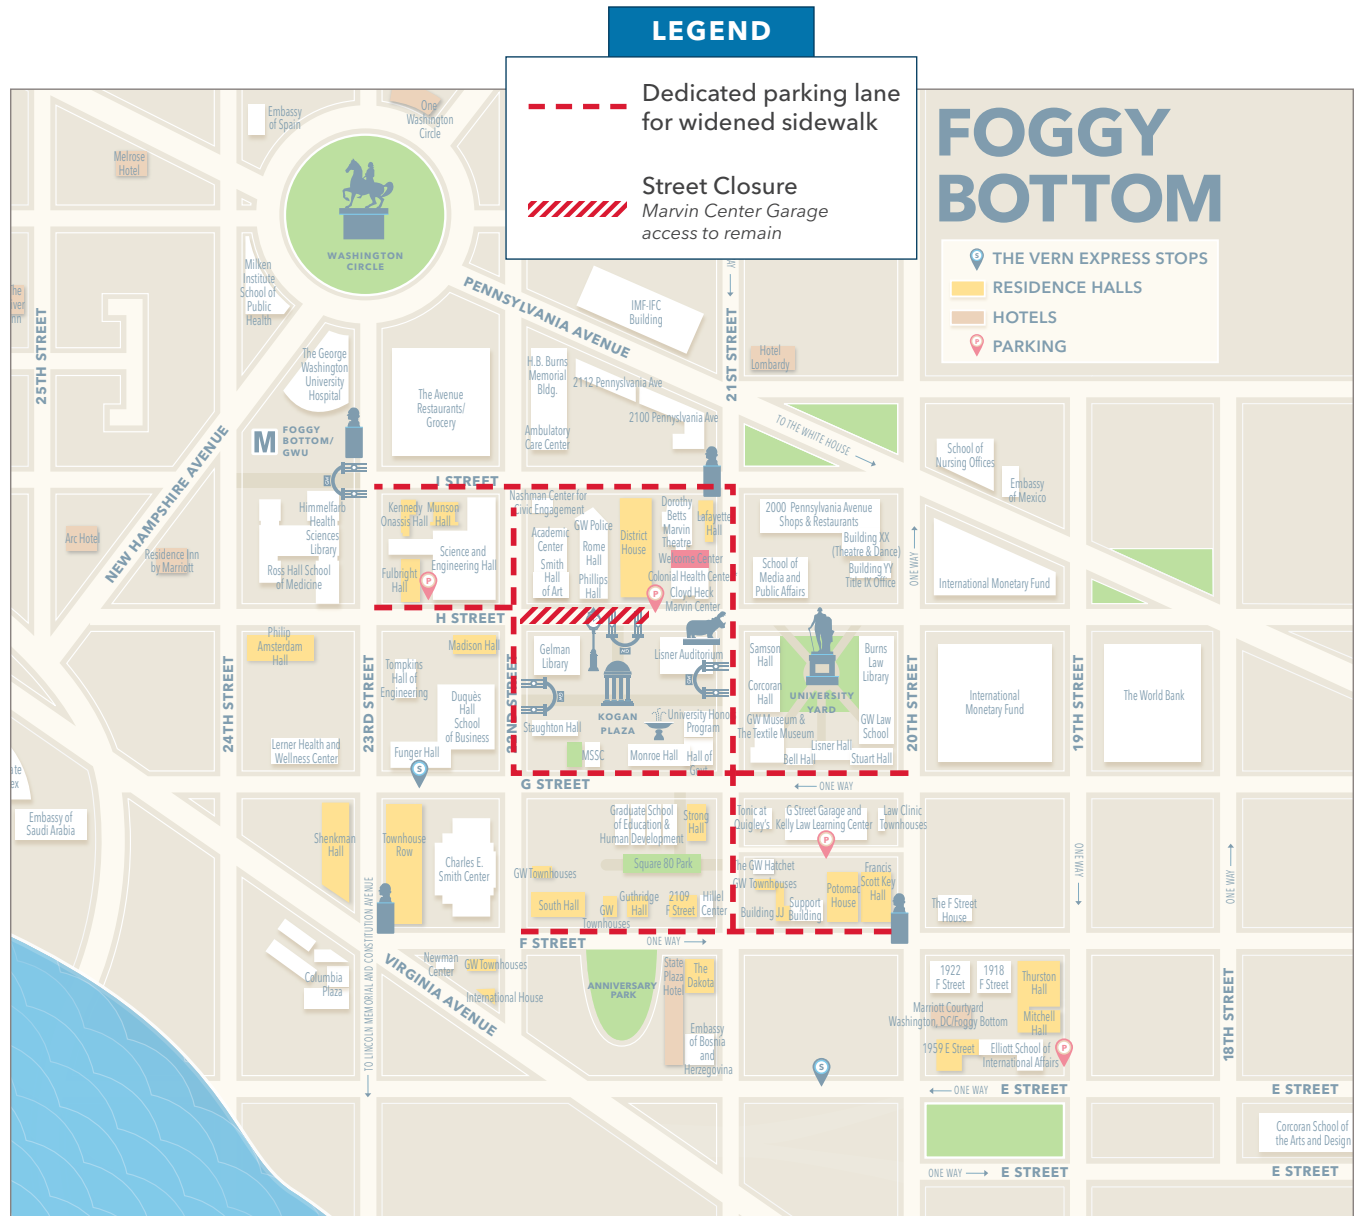 LEGEND
Dedicated parking lane
for widened sidewalk
Street Closure
Marvin Center Garage
access to remain
FOGGY
BOTTOM
THE VERN EXPRESS STOPS
RESIDENCE HALLS
HOTELS
PARKING
Embassy
of Spain
One
Washington
Circle
Melrose
Hotel
WASHINGTON
CIRCLE
Milken
Institute
School of
Public
Health
PENNSYLVANIA AVENUE
IMF-IFC
Building
21ST STREET
25TH STREET
Hotel
Lombardy
The George
Washington
University
Hospital
The Avenue
Restaurants/
Grocery
H.B. Burns
Memorial
Bldg.
2112 Pennsylvania Ave
2100 Pennsylvania Ave
Ambulatory
Care Center
TO THE WHITE HOUSE
M
FOGGY
BOTTOM/
GWU
NEW HAMPSHIRE AVENUE
School of
Nursing Offices
Embassy
of Mexico
I STREET
Himmelfarb
Health
Sciences
Library
Ross Hall School
of Medicine
Arc Hotel
Residence Inn
by Marriott
Kennedy
Onassis Hall
Munson
Hall
Science and
Engineering Hall
Fulbright
Hall
P
Nashman Center for
Civic Engagement
Academic
Center
GW Police
Rome
Hall
Smith
Hall
of Art
Phillips
Hall
District
House
Dorothy
Betts
Marvin
Theatre
Lafayette
Hall
Welcome Center
Colonial Health Center
Cloyd Heck
Marvin Center
P
2000 Pennsylvania Avenue
Shops & Restaurants
Building XX
(Theatre & Dance)
Building YY
Title IX Office
School of
Media and
Public Affairs
ONE WAY
International Monetary Fund
H STREET
Philip
Amsterdam
Hall
Madison Hall
Tompkins
Hall of
Engineering
Duquès
Hall
School
of Business
Funger Hall
S
Lerner Health and
Wellness Center
24TH STREET
23RD STREET
22ND STREET
Gelman
Library
Lisner Auditorium
KOGAN
PLAZA
University Honors
Program
Staughton Hall
MSSC
Monroe Hall
Hall of
Govt.
Samson
Hall
Corcoran
Hall
UNIVERSITY
YARD
Burns
Law
Library
GW Law
School
GW Museum &
The Textile Museum
Lisner Hall
Bell Hall
Stuart Hall
20TH STREET
International
Monetary Fund
19TH STREET
The World Bank
G STREET
ONE WAY
Embassy of
Saudi Arabia
Shenkman
Hall
Townhouse
Row
Charles E.
Smith Center
Graduate School
of Education &
Human Development
Strong
Hall
Square 80 Park
GW Townhouses
South Hall
GW
Townhouses
Guthridge
Hall
2109
F Street
Hillel
Center
Tonic at
Quigley's
G Street Garage and
Kelly Law Learning Center
P
Law Clinic
Townhouses
The GW Hatchet
GW Townhouses
Building JJ
Support
Building
Potomac
House
Francis
Scott Key
Hall
The F Street
House
ONE WAY
ONE WAY
F STREET
ONE WAY
TO LINCOLN MEMORIAL AND CONSTITUTION AVENUE
VIRGINIA AVENUE
Columbia
Plaza
Newman
Center
GW Townhouses
International House
ANNIVERSARY
PARK
State
Plaza
Hotel
The
Dakota
Embassy
of Bosnia
and
Herzegovina
S
1922
F Street
1918
F Street
Thurston
Hall
Marriott Courtyard
Washington, DC/Foggy Bottom
Mitchell
Hall
1959 E Street
Elliott School of
International Affairs
P
18TH STREET
ONE WAY
E STREET
E STREET
Corcoran School of
the Arts and Design
ONE WAY
E STREET
E STREET